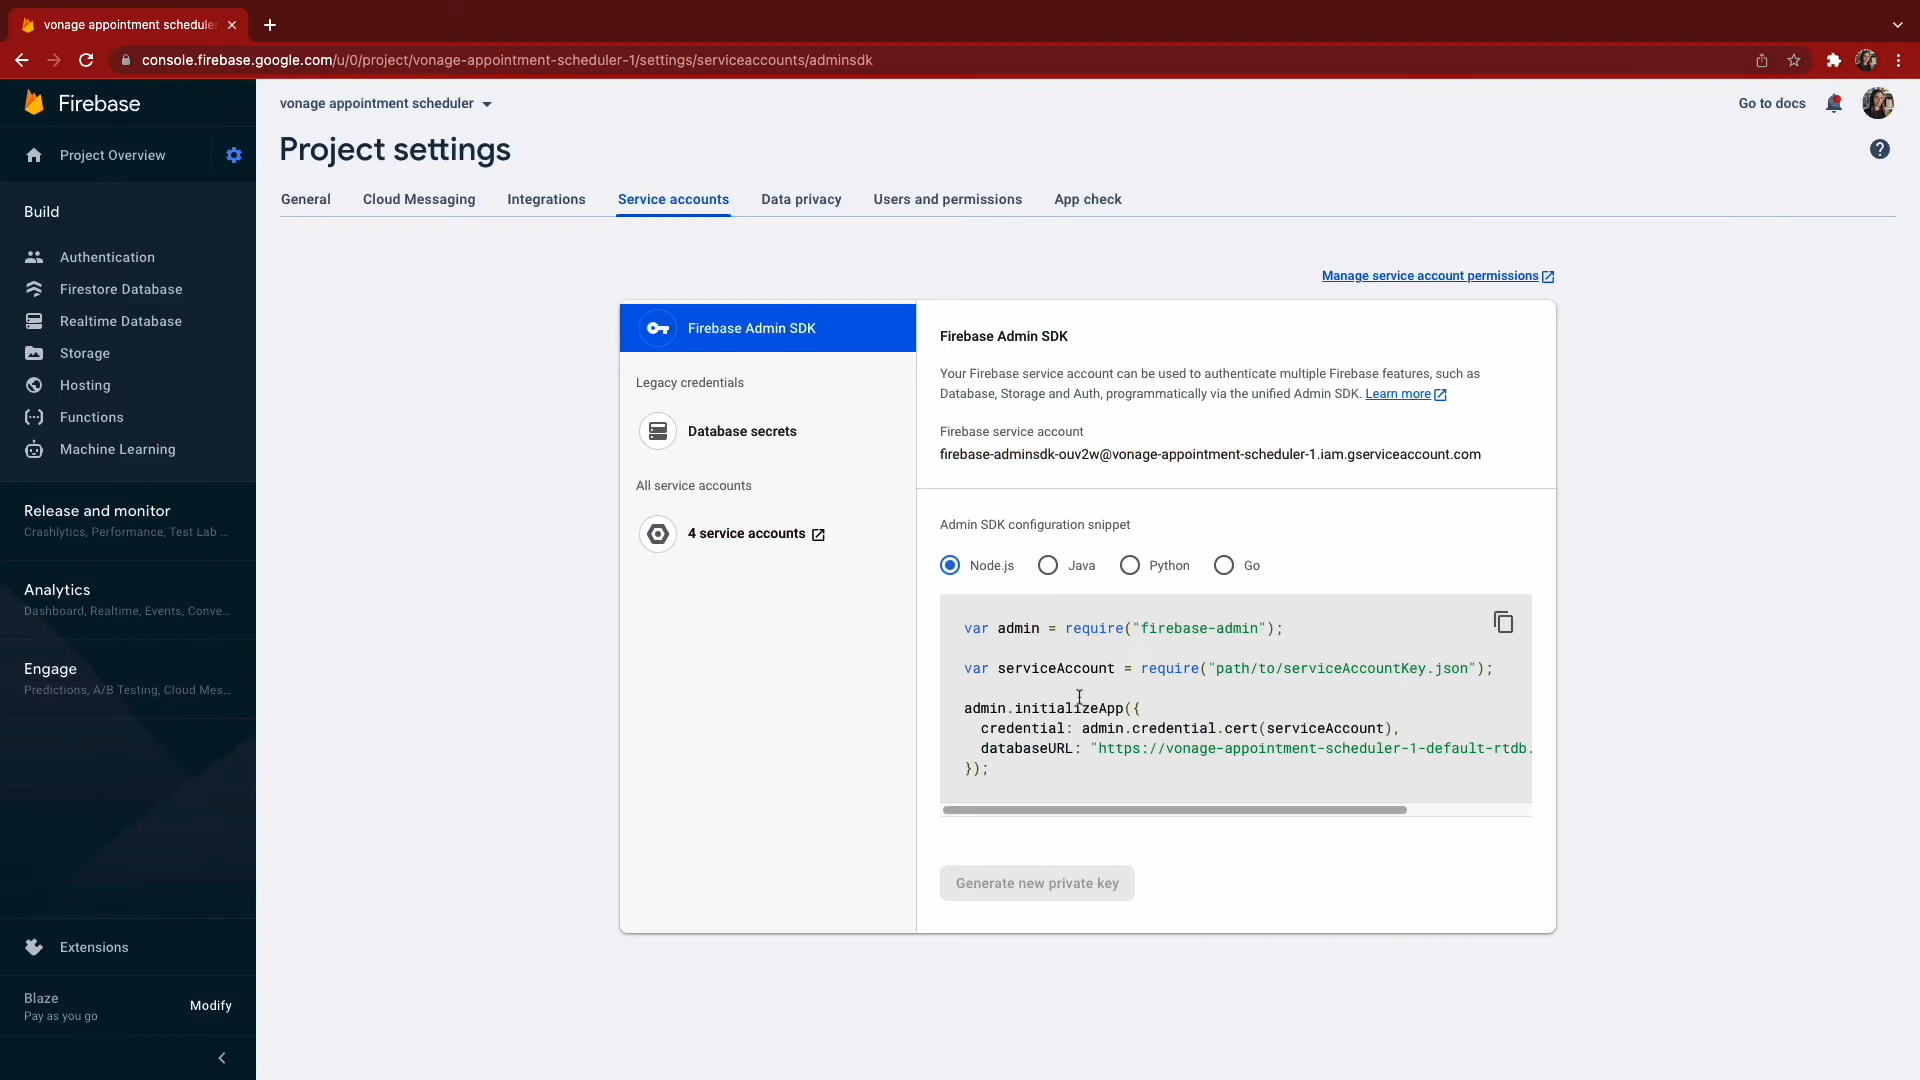 vonage appointment scheduler
console.firebase.google.com/u/0/project/vonage-appointment-scheduler-1/settings/serviceaccounts/adminsdk
Firebase
Project Overview
Build
Authentication
Firestore Database
Realtime Database
Storage
Hosting
Functions
Machine Learning
Release and monitor
Crashlytics, Performance, Test Lab ...
Analytics
Dashboard, Realtime, Events, Conve...
Engage
Predictions, A/B Testing, Cloud Mes...
Extensions
Blaze
Pay as you go
Modify
vonage appointment scheduler
Go to docs
Project settings
General
Cloud Messaging
Integrations
Service accounts
Data privacy
Users and permissions
App check
Manage service account permissions
Firebase Admin SDK
Legacy credentials
Database secrets
All service accounts
4 service accounts
Firebase Admin SDK
Your Firebase service account can be used to authenticate multiple Firebase features, such as
Database, Storage and Auth, programmatically via the unified Admin SDK. Learn more
Firebase service account
firebase-adminsdk-ouv2w@vonage-appointment-scheduler-1.iam.gserviceaccount.com
Admin SDK configuration snippet
Node.js
Java
Python
Go
var admin = require("firebase-admin");
var serviceAccount = require("path/to/serviceAccountKey.json");
admin.initializeApp({
credential: admin.credential.cert(serviceAccount),
databaseURL: "https://vonage-appointment-scheduler-1-default-rtdb.
});
Generate new private key